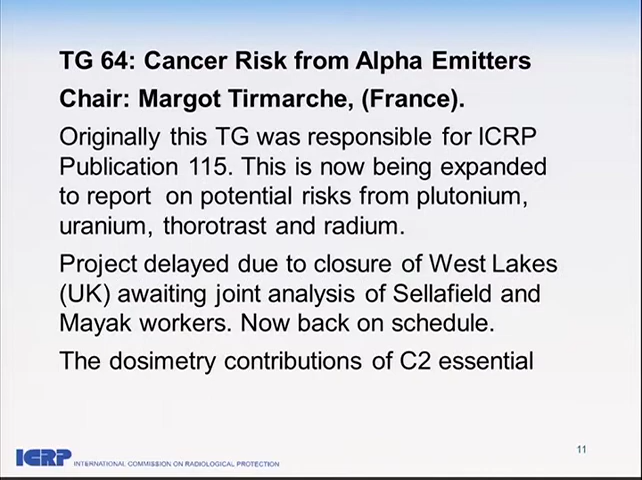 TG 64: Cancer Risk from Alpha Emitters
Chair: Margot Tirmarche, (France).
Originally this TG was responsible for ICRP
Publication 115. This is now being expanded
to report on potential risks from plutonium,
uranium, thorotrast and radium.
Project delayed due to closure of West Lakes
(UK) awaiting joint analysis of Sellafield and
Mayak workers. Now back on schedule.
The dosimetry contributions of C2 essential
11
ICRP INTERNATIONAL COMMISSION ON RADIOLOGICAL PROTECTION